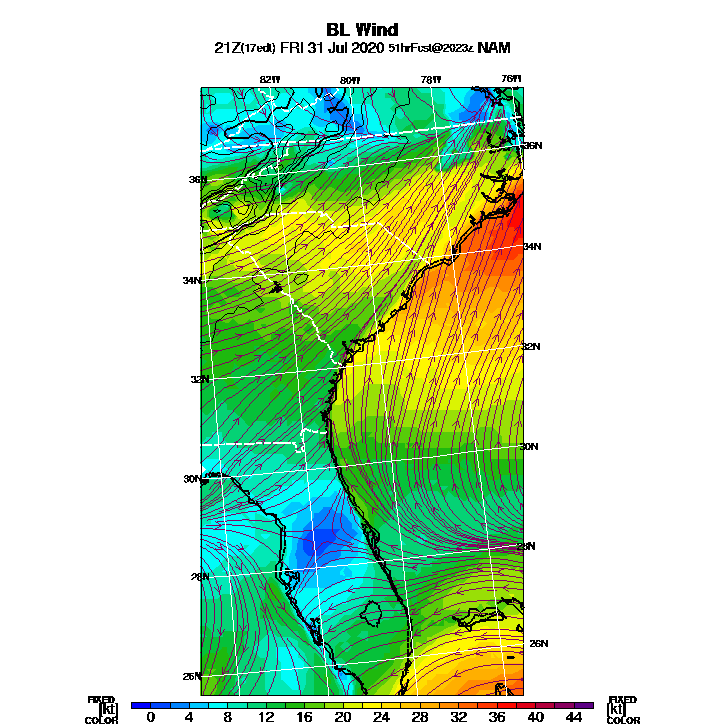 BL Wind
21Z(17edt) FRI 31 Jul 2020 51hrFcst@2023z NAM
82W 80W 78W 76W
36N
36N
34N
34N
32N
32N
30N
30N
28N
28N
26N
26N
FIXED FIXED
[kt] 0 4 8 12 16 20 24 28 32 36 40 44 [kt]
COLOR COLOR